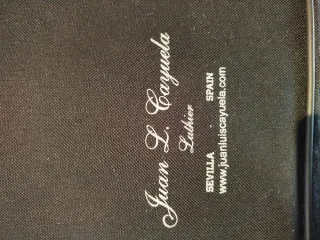 Juan L. Cayuela
Luthier
SEVILLA · SPAIN
www.juanluiscayuela.com